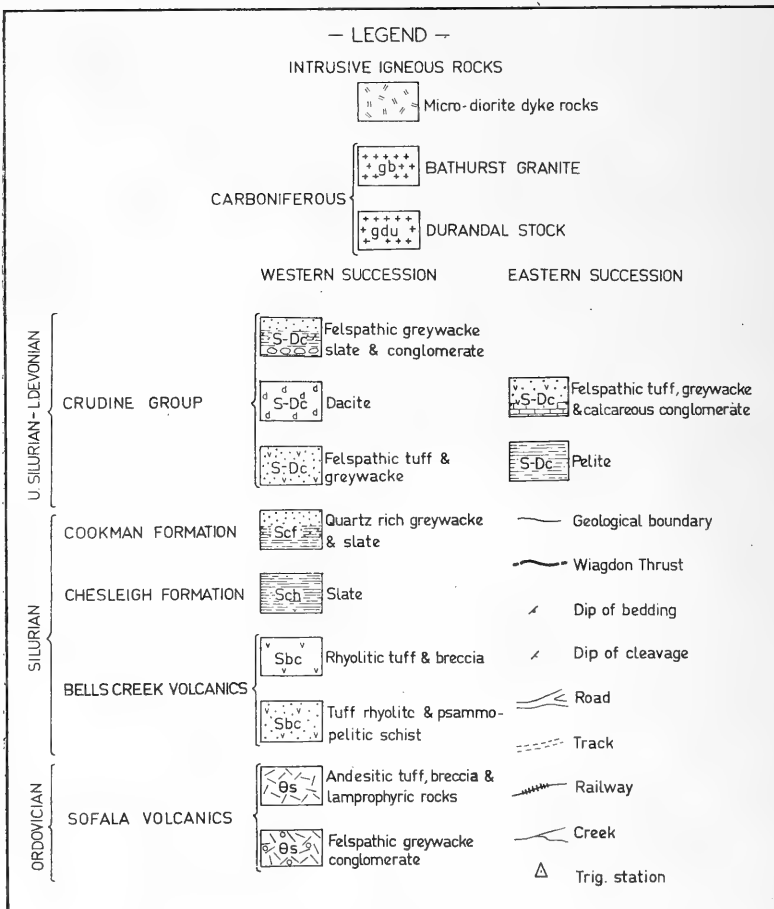 — LEGEND —
INTRUSIVE IGNEOUS ROCKS
Micro-diorite dyke rocks
CARBONIFEROUS
gb BATHURST GRANITE
gdu DURANDAL STOCK
WESTERN SUCCESSION
EASTERN SUCCESSION
U. SILURIAN-L.DEVONIAN
CRUDINE GROUP
S-Dc Felspathic greywacke
slate & conglomerate
S-Dc Dacite
S-Dc Felspathic tuff &
greywacke
S-Dc Felspathic tuff, greywacke
& calcareous conglomerate
S-Dc Pelite
SILURIAN
COOKMAN FORMATION
Scf Quartz rich greywacke
& slate
CHESLEIGH FORMATION
Sch Slate
BELLS CREEK VOLCANICS
Sbc Rhyolitic tuff & breccia
Sbc Tuff rhyolite & psammo-
pelitic schist
ORDOVICIAN
SOFALA VOLCANICS
θs Andesitic tuff, breccia &
lamprophyric rocks
θs Felspathic greywacke
conglomerate
Geological boundary
Wiagdon Thrust
Dip of bedding
Dip of cleavage
Road
Track
Railway
Creek
Trig. station